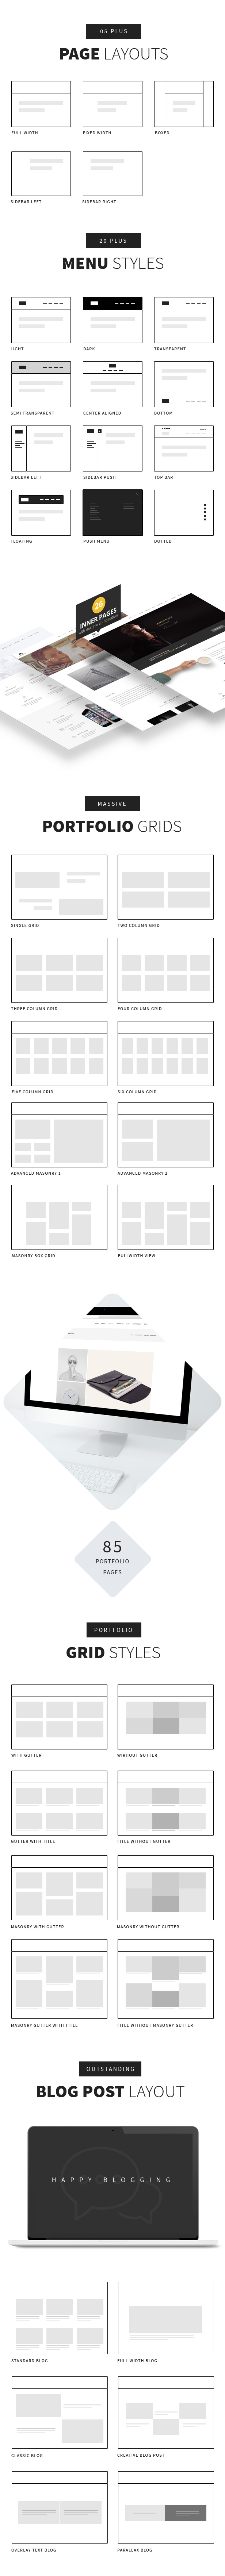 05 PLUS
PAGE LAYOUTS
FULL WIDTH
FIXED WIDTH
BOXED
SIDEBAR LEFT
SIDEBAR RIGHT
20 PLUS
MENU STYLES
LIGHT
DARK
TRANSPARENT
SEMI TRANSPARENT
CENTER ALIGNED
BOTTOM
SIDEBAR LEFT
SIDEBAR PUSH
TOP BAR
FLOATING
PUSH MENU
DOTTED
26
INNER PAGES
MASSIVE
PORTFOLIO GRIDS
SINGLE GRID
TWO COLUMN GRID
THREE COLUMN GRID
FOUR COLUMN GRID
FIVE COLUMN GRID
SIX COLUMN GRID
ADVANCED MASONRY 1
ADVANCED MASONRY 2
MASONRY BOX GRID
FULLWIDTH VIEW
85
PORTFOLIO
PAGES
PORTFOLIO
GRID STYLES
WITH GUTTER
WIRHOUT GUTTER
GUTTER WITH TITLE
TITLE WITHOUT GUTTER
MASONRY WITH GUTTER
MASONRY WITHOUT GUTTER
MASONRY GUTTER WITH TITLE
TITLE WITHOUT MASONRY GUTTER
OUTSTANDING
BLOG POST LAYOUT
HAPPY BLOGGING
STANDARD BLOG
FULL WIDTH BLOG
CLASSIC BLOG
CREATIVE BLOG POST
OVERLAY TEXT BLOG
PARALLAX BLOG